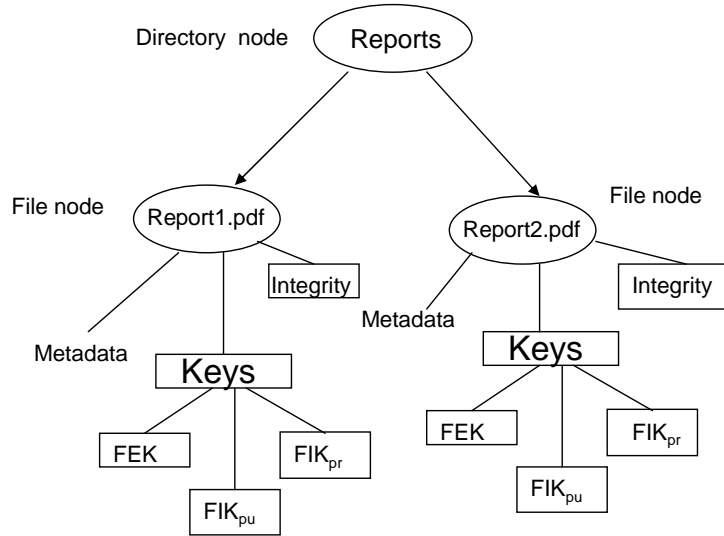 Directory node
Reports
File node
Report1.pdf
Integrity
Metadata
Keys
FEK
FIKpr
FIKpu
File node
Report2.pdf
Integrity
Metadata
Keys
FEK
FIKpr
FIKpu